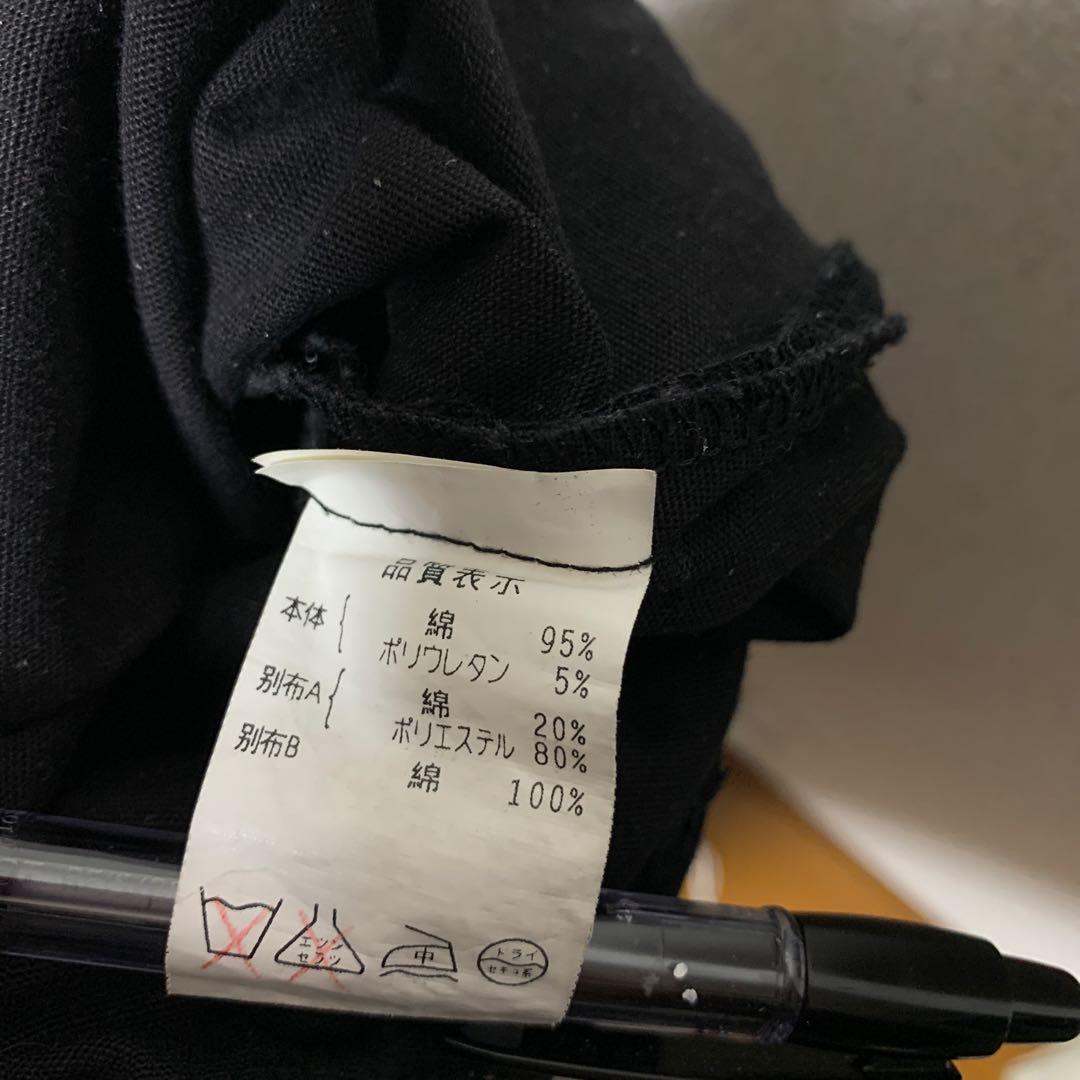 品質表示
本体 綿 95%
ポリウレタン 5%
別布A 綿 20%
ポリエステル 80%
別布B 綿 100%
エンソ セラツ 中 ドライ
セキユ系